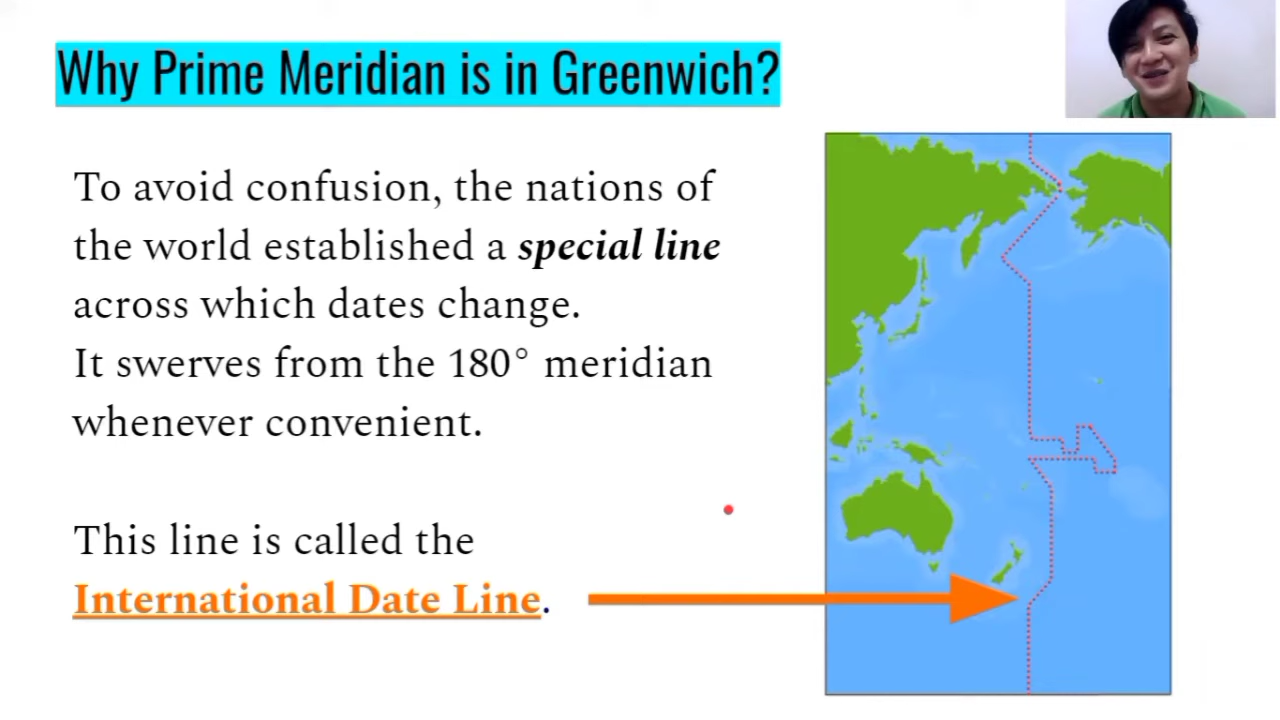 Why Prime Meridian is in Greenwich?
To avoid confusion, the nations of
the world established a special line
across which dates change.
It swerves from the 180° meridian
whenever convenient.
This line is called the
International Date Line.